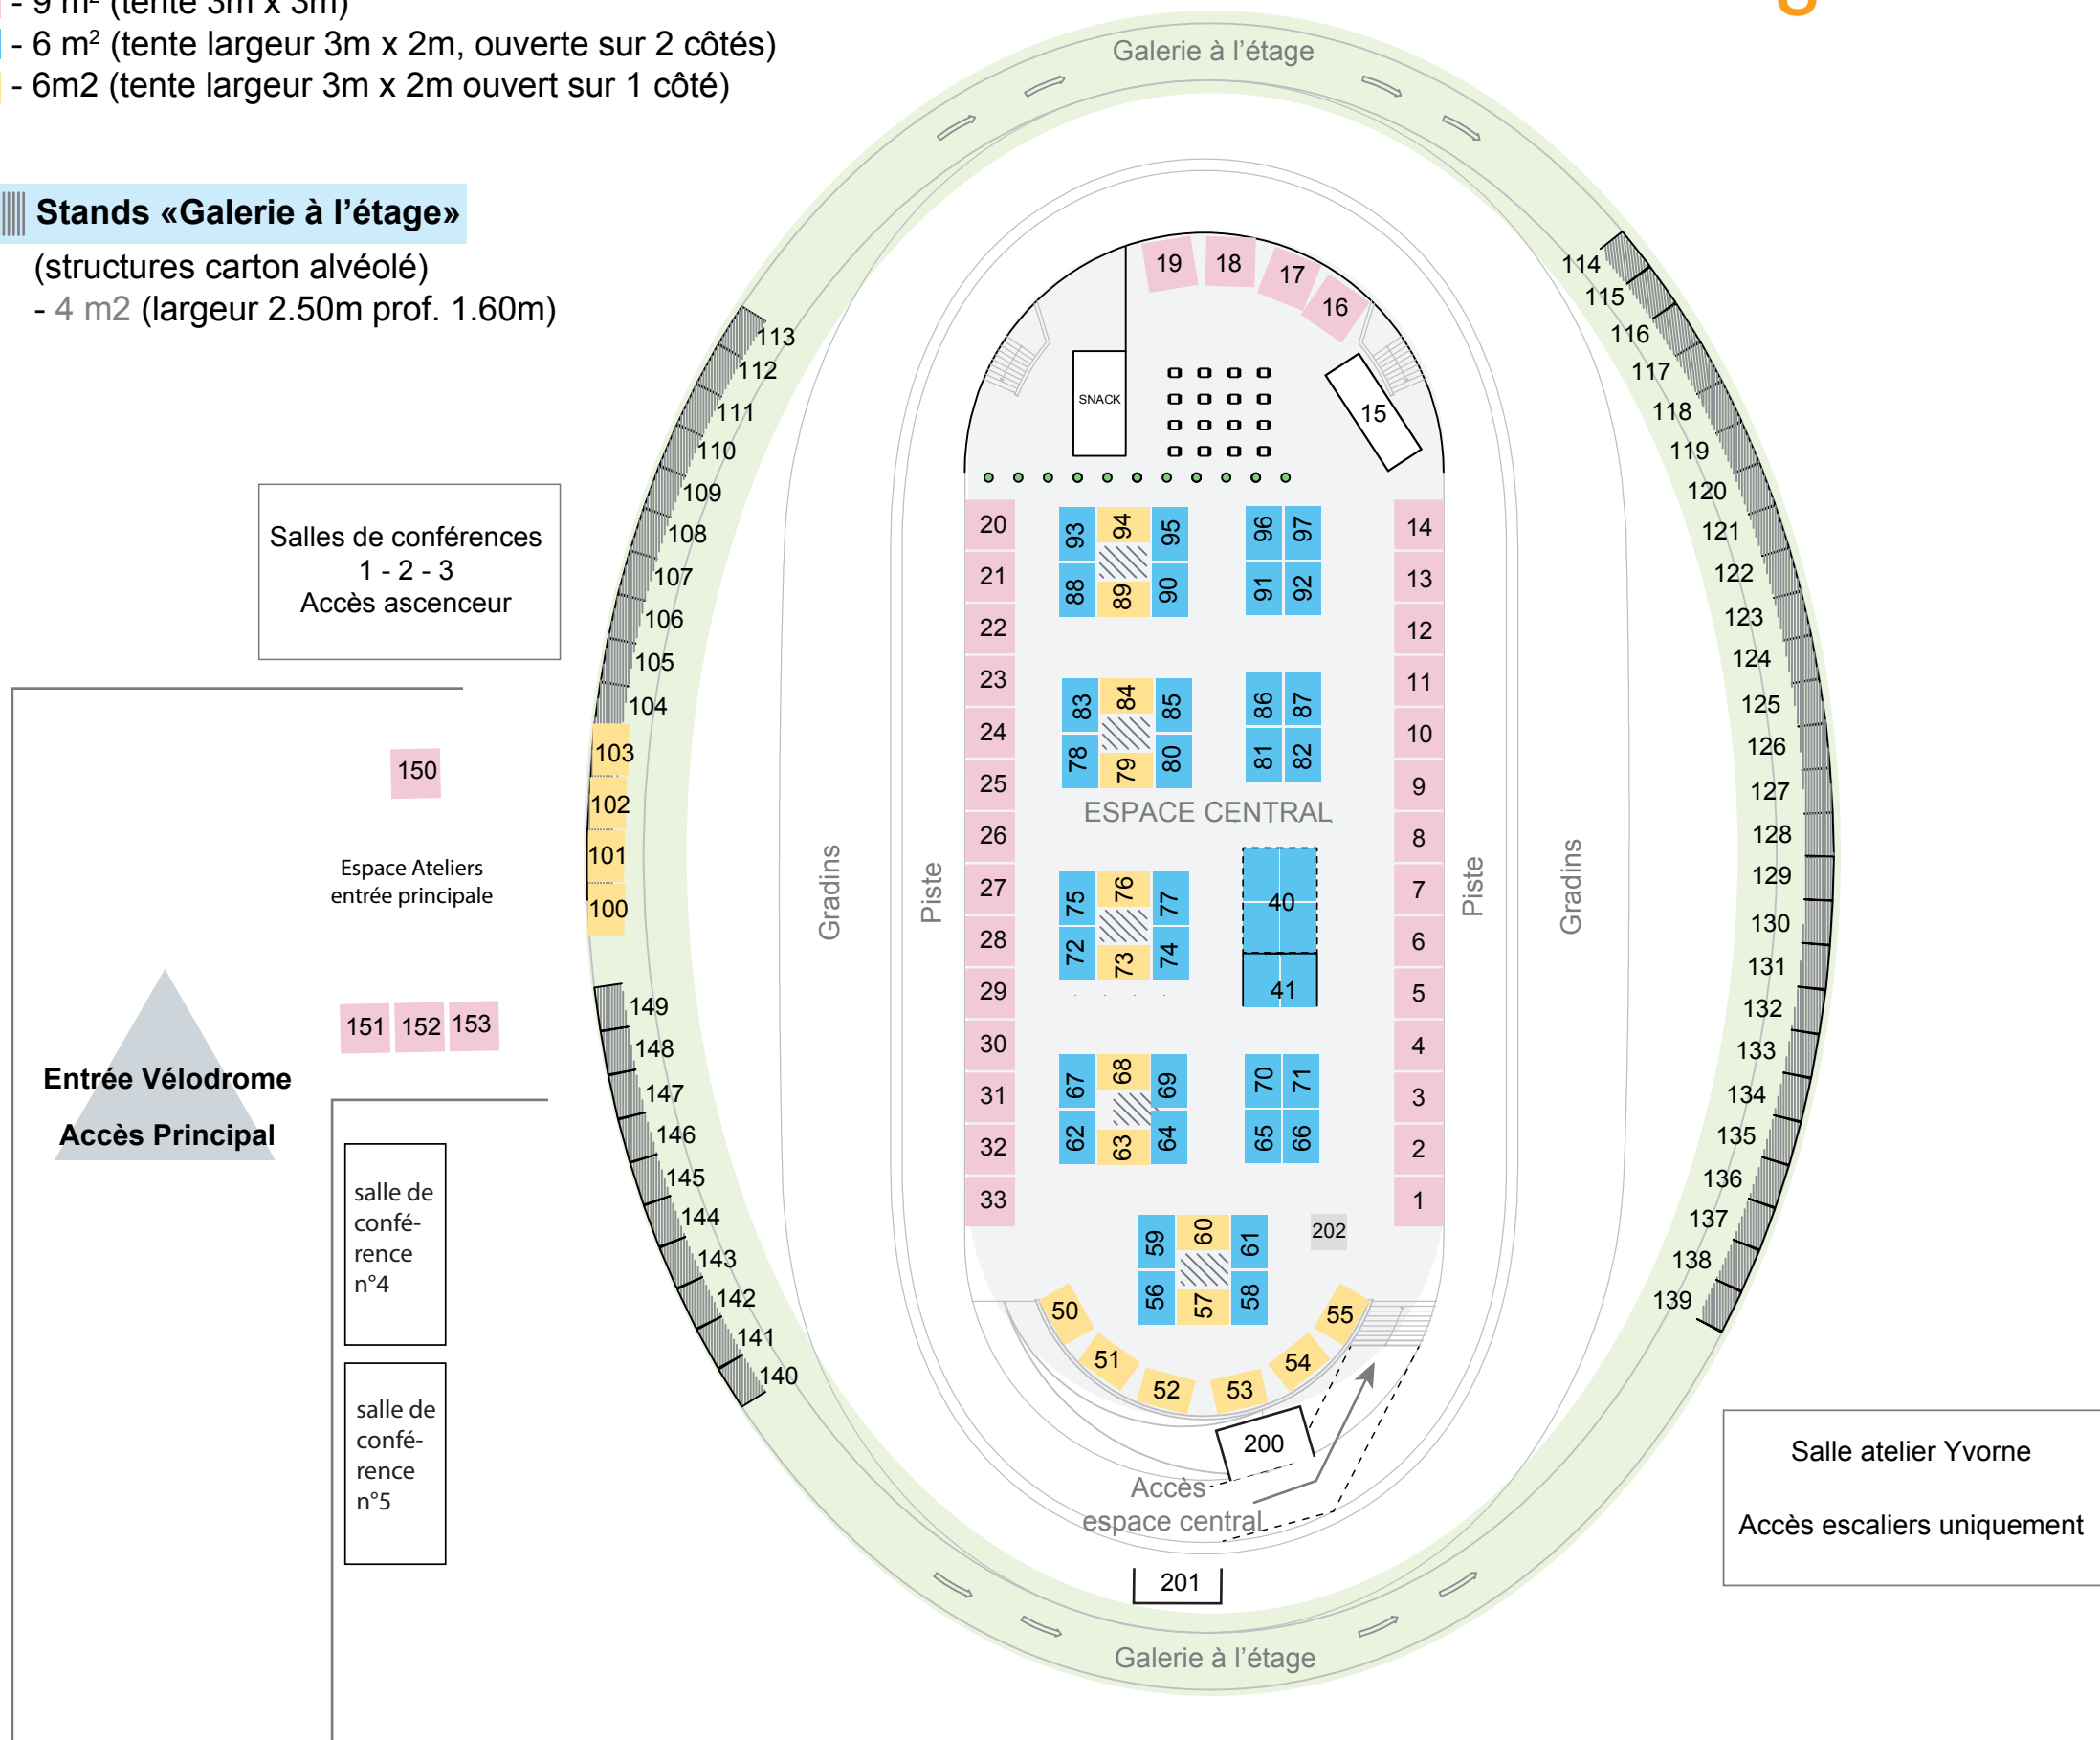 - 9 m² (tente 3m x 3m)
- 6 m² (tente largeur 3m x 2m, ouverte sur 2 côtés)
- 6m2 (tente largeur 3m x 2m ouvert sur 1 côté)
Stands «Galerie à l'étage»
(structures carton alvéolé)
- 4 m2 (largeur 2.50m prof. 1.60m)
Galerie à l'étage
Salles de conférences
1 - 2 - 3
Accès ascenceur
150
Espace Ateliers
entrée principale
151 152 153
Entrée Vélodrome
Accès Principal
salle de
confé-
rence
n°4
salle de
confé-
rence
n°5
113
112
111
110
109
108
107
106
105
104
103
102
101
100
149
148
147
146
145
144
143
142
141
140
Gradins
Piste
19 18 17 16
SNACK
15
20
21
22
23
24
25
26
27
28
29
30
31
32
33
93 94 95 96 97
88 89 90 91 92
83 84 85 86 87
78 79 80 81 82
ESPACE CENTRAL
75 76 77 40
72 73 74 41
67 68 69 70 71
62 63 64 65 66
59 60 61 202
56 57 58
50 51 52 53 54 55
14
13
12
11
10
9
8
7
6
5
4
3
2
1
Piste
Gradins
114
115
116
117
118
119
120
121
122
123
124
125
126
127
128
129
130
131
132
133
134
135
136
137
138
139
200
Accès
espace central
201
Galerie à l'étage
Salle atelier Yvorne
Accès escaliers uniquement